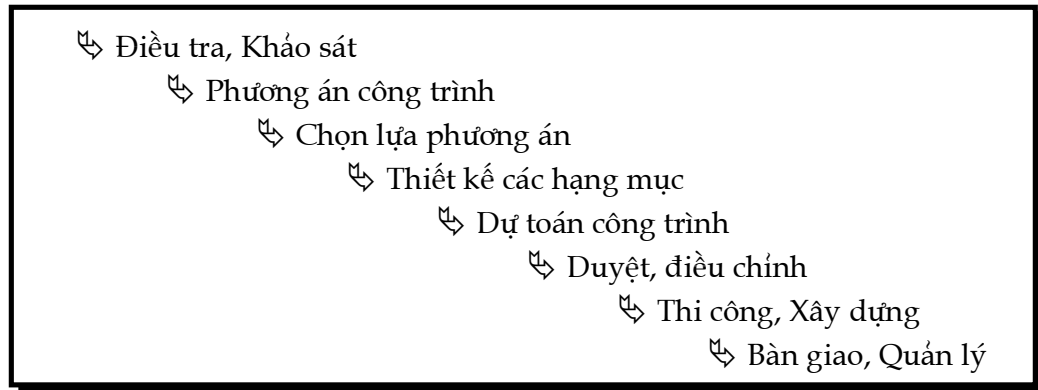 Điều tra, Khảo sát
Phương án công trình
Chọn lựa phương án
Thiết kế các hạng mục
Dự toán công trình
Duyệt, điều chỉnh
Thi công, Xây dựng
Bàn giao, Quản lý